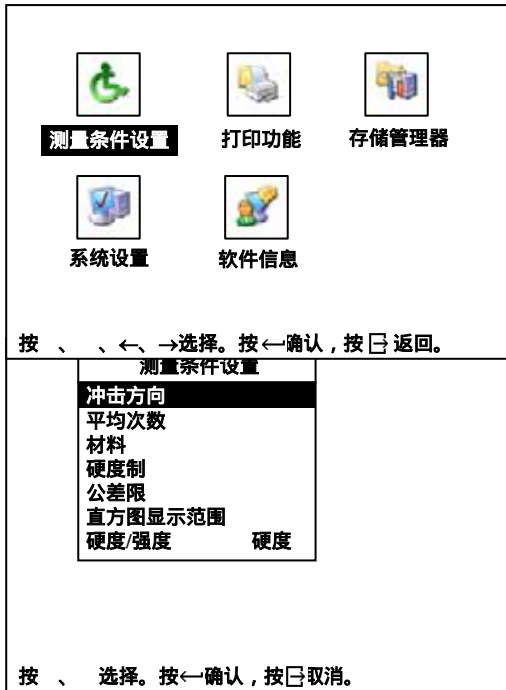 测量条件设置 打印功能 存储管理器
系统设置 软件信息
按 、 、←、→选择。按←确认，按返回。
测量条件设置
冲击方向
平均次数
材料
硬度制
公差限
直方图显示范围
硬度/强度 硬度
按 、 选择。按←确认，按取消。